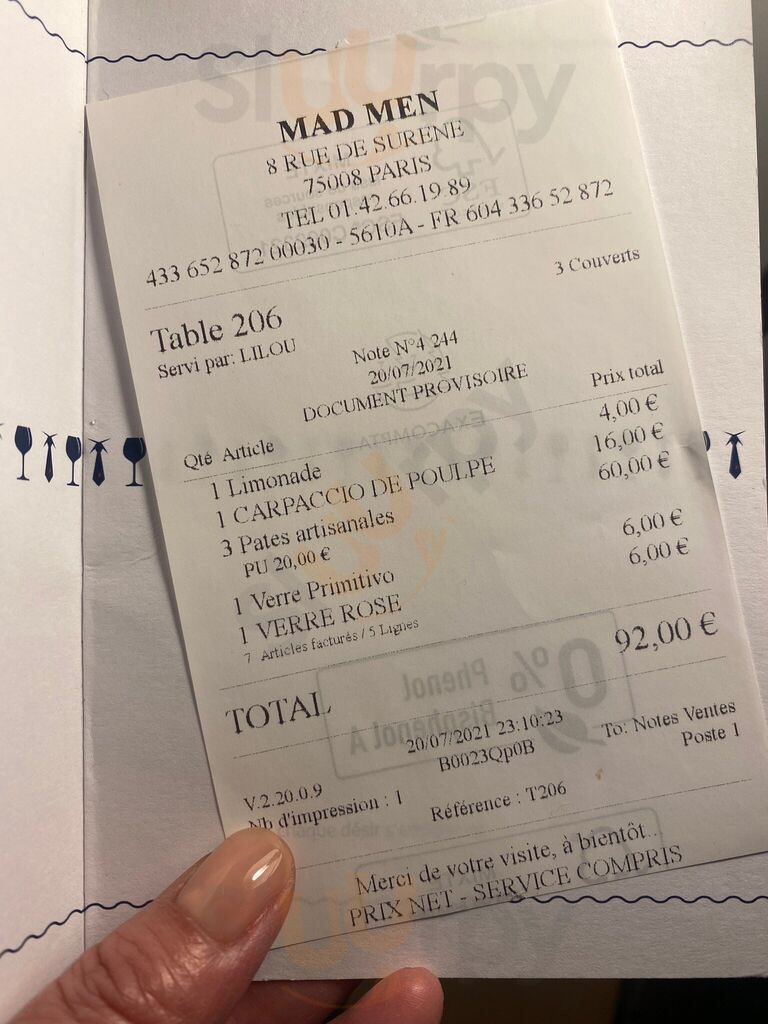 Sluurpy
MAD MEN
8 RUE DE SURENE
75008 PARIS
TEL 01.42.66.19 89
433 652 872 00030 - 5610A - FR 604 336 52 872
3 Couverts
Table 206
Servi par: LILOU
Note N°4 244
20/07/2021
DOCUMENT PROVISOIRE
Qté Article Prix total
1 Limonade 4,00 €
1 CARPACCIO DE POULPE 16,00 €
3 Pates artisanales 60,00 €
PU 20,00 €
1 Verre Primitivo 6,00 €
1 VERRE ROSE 6,00 €
7 Articles facturés / 5 Lignes
TOTAL 92,00 €
20/07/2021 23:10:23
B0023Qp0B
To: Notes Ventes
Poste 1
V.2.20.0.9
Nb d'impression : 1
Référence : T206
Merci de votre visite, à bientôt..
PRIX NET - SERVICE COMPRIS
0% Phenol
Bisphenol A
EXACOMPTA